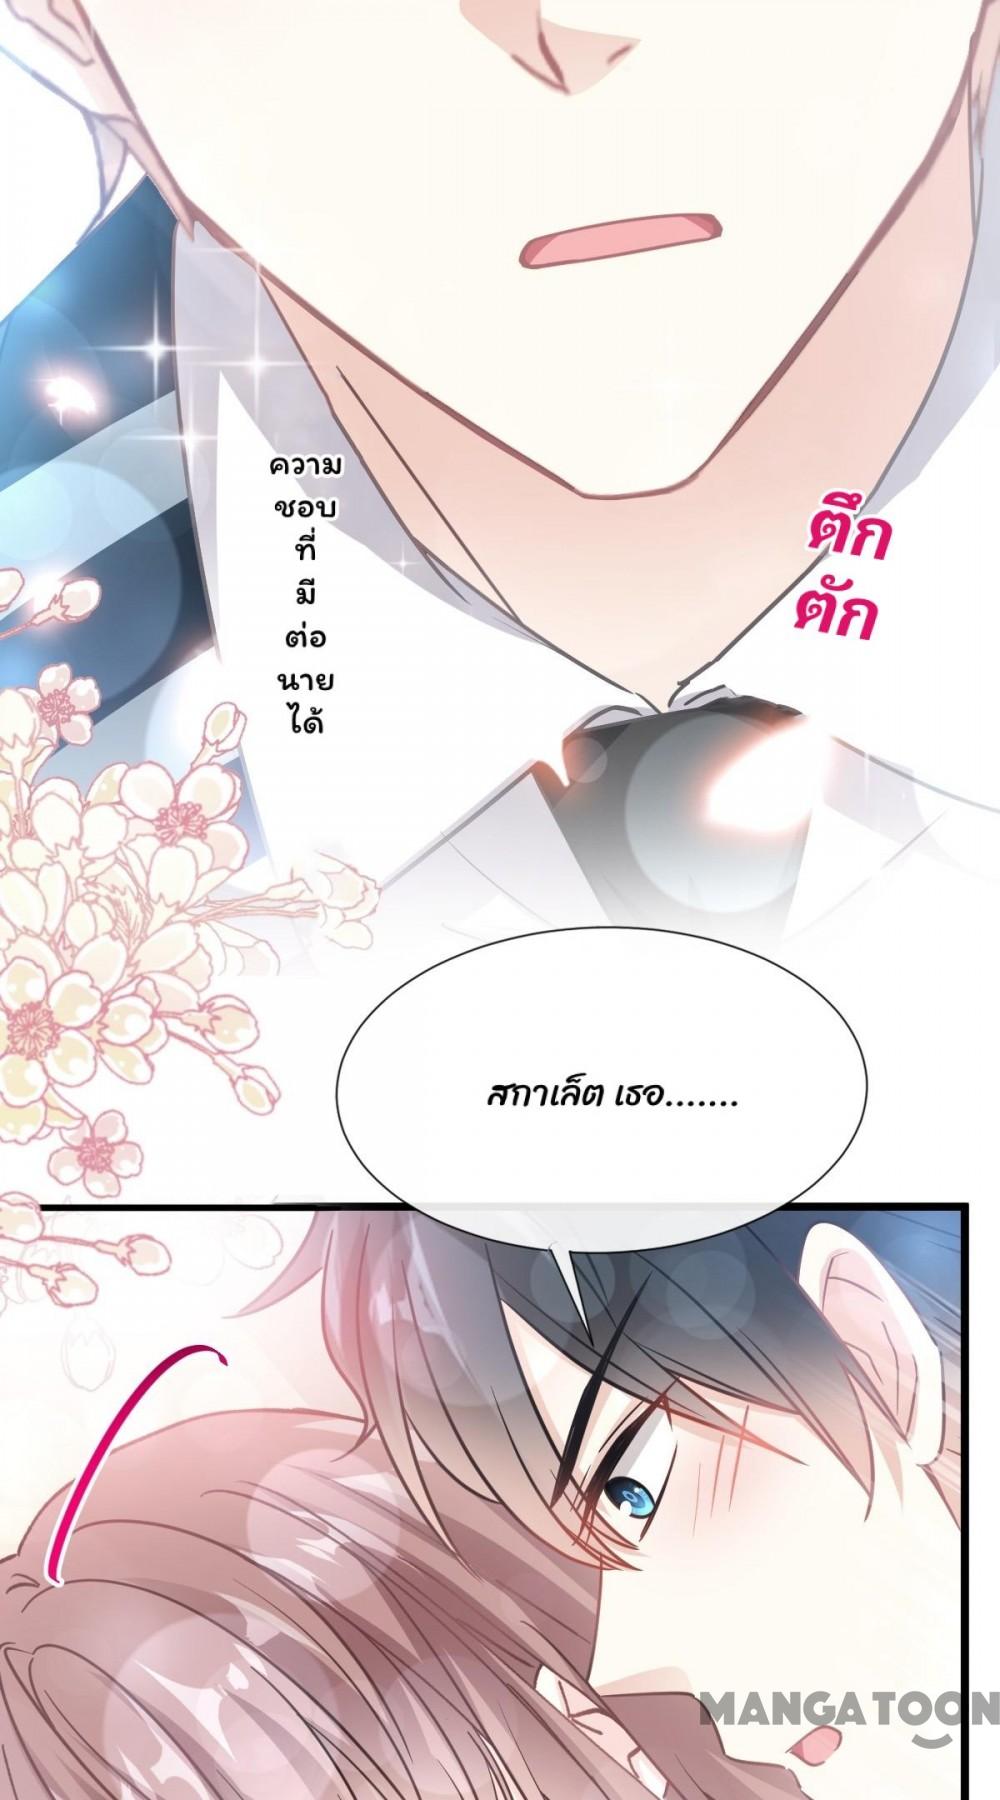 ความ
ชอบ
ที่
มี
ต่อ
นาย
ได้
ตึก
ตัก
สกาเล็ต เธอ.......
MANGATOON